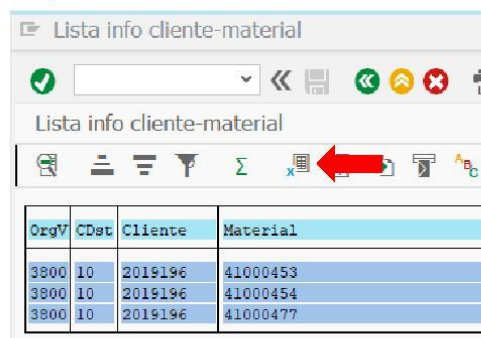 Lista info cliente-material
Lista info cliente-material
Σ
ABC
OrgV CDst Cliente Material
3800 10 2019196 41000453
3800 10 2019196 41000454
3800 10 2019196 41000477